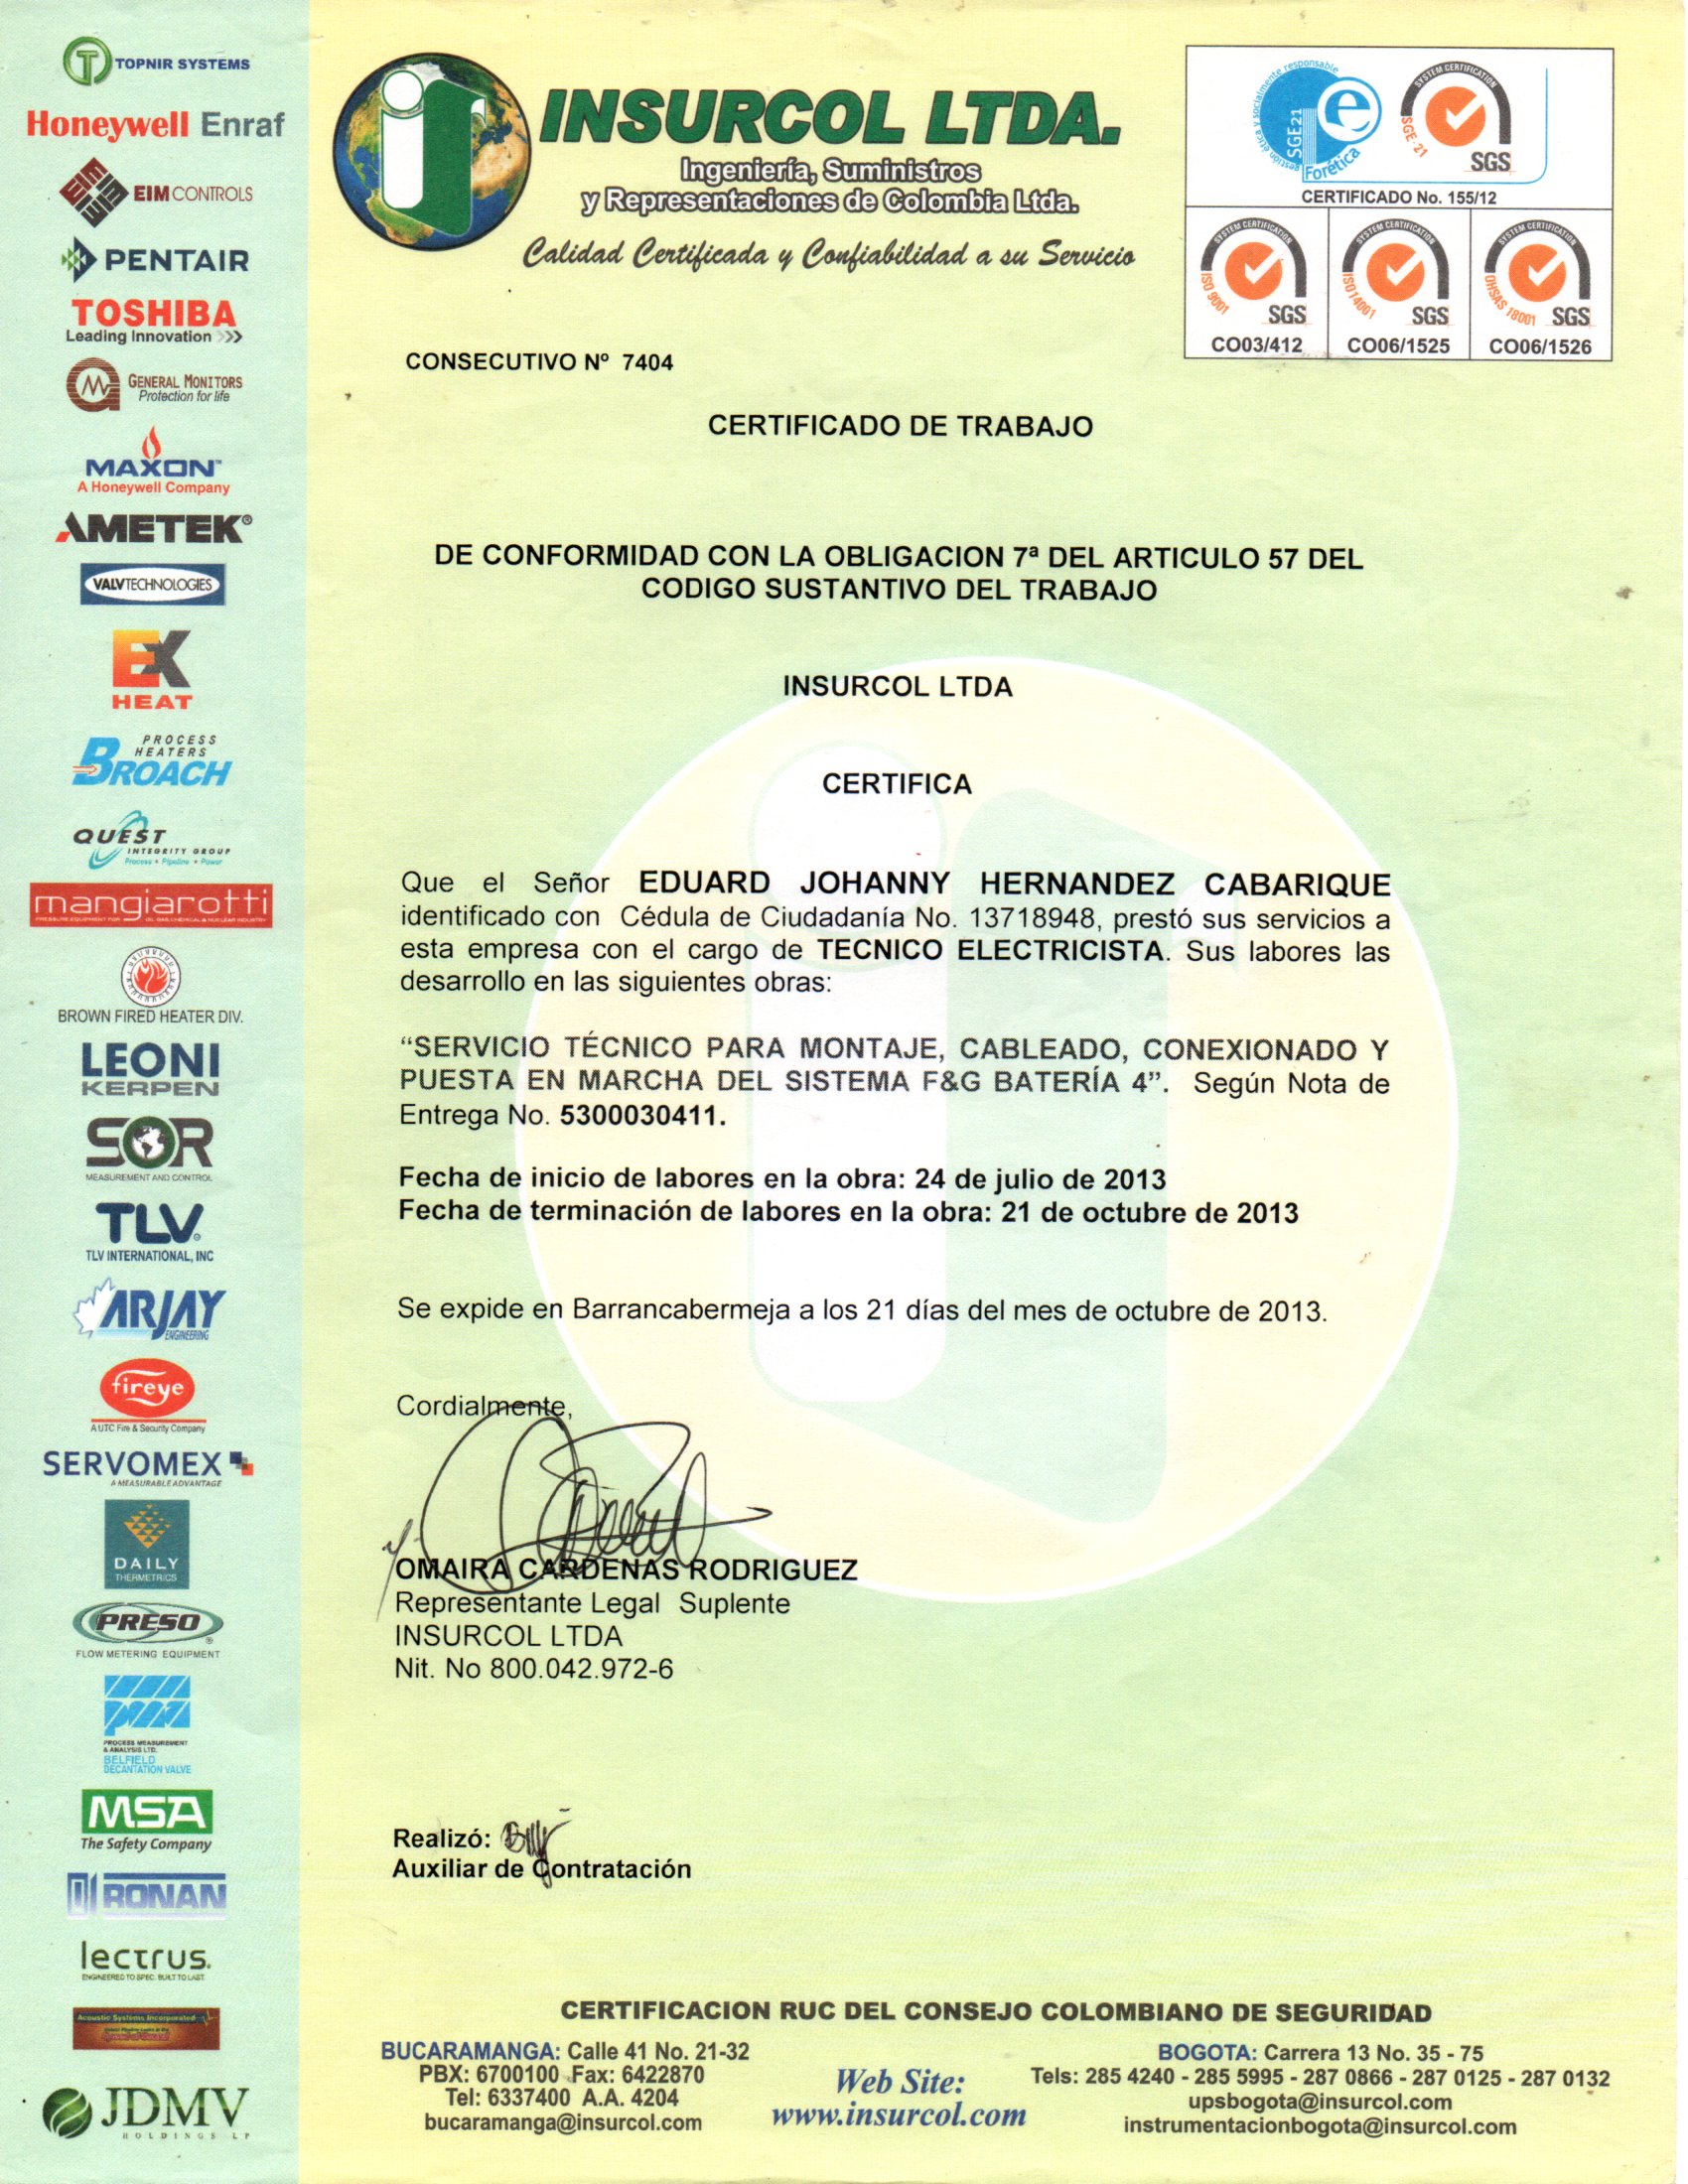 TOPNIR SYSTEMS
Honeywell Enraf
EIM CONTROLS
PENTAIR
TOSHIBA
Leading Innovation >>>
GENERAL MONITORS
Protection for life
MAXON™
A Honeywell Company
AMETEK®
VALVTECHNOLOGIES
EX
HEAT
PROCESS
HEATERS
BROACH
QUEST
INTEGRITY GROUP
Process • Pipeline • Power
mangiarotti
BROWN FIRED HEATER DIV.
LEONI
KERPEN
SOR
MEASUREMENT AND CONTROL
TLV
TLV INTERNATIONAL, INC
ARJAY
ENGINEERING
fireye
A UTC Fire & Security Company
SERVOMEX
A MEASURABLE ADVANTAGE
DAILY
THERMETRICS
PRESO
FLOW METERING EQUIPMENT
pma
PROCESS MEASUREMENT
& ANALYSIS LTD.
BELFIELD
DECANTATION VALVE
MSA
The Safety Company
RONAN
lectrus.
ENGINEERED TO SPEC. BUILT TO LAST.
Acoustic Systems Incorporated
JDMV
HOLDINGS LP
INSURCOL LTDA.
Ingeniería, Suministros
y Representaciones de Colombia Ltda.
Calidad Certificada y Confiabilidad a su Servicio
gestión ética y socialmente responsable
SGE21
Forética
SYSTEM CERTIFICATION
SGE-21
SGS
CERTIFICADO No. 155/12
SYSTEM CERTIFICATION
ISO 9001
SGS
CO03/412
SYSTEM CERTIFICATION
ISO 14001
SGS
CO06/1525
SYSTEM CERTIFICATION
OHSAS 18001
SGS
CO06/1526
CONSECUTIVO Nº 7404
CERTIFICADO DE TRABAJO
DE CONFORMIDAD CON LA OBLIGACION 7ª DEL ARTICULO 57 DEL
CODIGO SUSTANTIVO DEL TRABAJO
INSURCOL LTDA
CERTIFICA
Que el Señor EDUARD JOHANNY HERNANDEZ CABARIQUE
identificado con Cédula de Ciudadanía No. 13718948, prestó sus servicios a
esta empresa con el cargo de TECNICO ELECTRICISTA. Sus labores las
desarrollo en las siguientes obras:
“SERVICIO TÉCNICO PARA MONTAJE, CABLEADO, CONEXIONADO Y
PUESTA EN MARCHA DEL SISTEMA F&G BATERÍA 4”. Según Nota de
Entrega No. 5300030411.
Fecha de inicio de labores en la obra: 24 de julio de 2013
Fecha de terminación de labores en la obra: 21 de octubre de 2013
Se expide en Barrancabermeja a los 21 días del mes de octubre de 2013.
Cordialmente,
OMAIRA CARDENAS RODRIGUEZ
Representante Legal Suplente
INSURCOL LTDA
Nit. No 800.042.972-6
Realizó:
Auxiliar de Contratación
CERTIFICACION RUC DEL CONSEJO COLOMBIANO DE SEGURIDAD
BUCARAMANGA: Calle 41 No. 21-32
PBX: 6700100 Fax: 6422870
Tel: 6337400 A.A. 4204
bucaramanga@insurcol.com
Web Site:
www.insurcol.com
BOGOTA: Carrera 13 No. 35 - 75
Tels: 285 4240 - 285 5995 - 287 0866 - 287 0125 - 287 0132
upsbogota@insurcol.com
instrumentacionbogota@insurcol.com